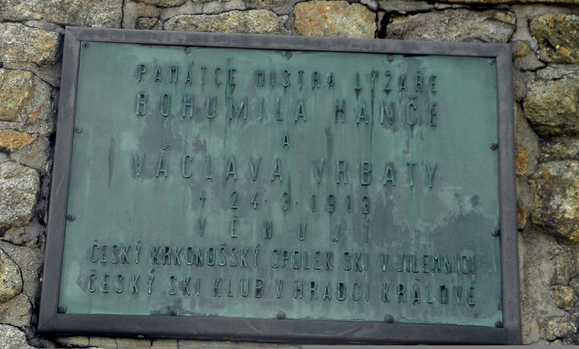 PAMÁTCE MISTRA LYŽAŘE
BOHUMILA HANČE
A
VÁCLAVA VRBATY
† 24·3·1913
VĚNUJÍ
ČESKÝ KRKONOŠSKÝ SPOLEK SKI V JILEMNICI
ČESKÝ SKI KLUB V HRADCI KRÁLOVÉ